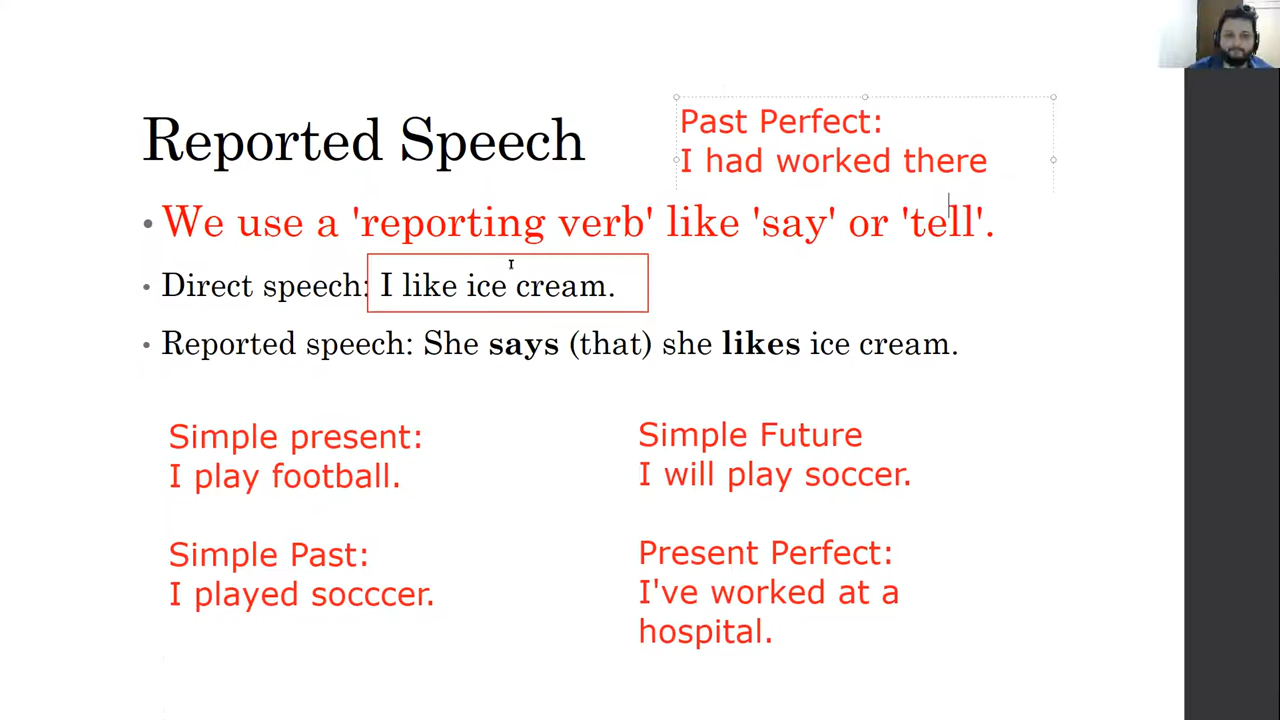 Reported Speech
Past Perfect:
I had worked there
• We use a 'reporting verb' like 'say' or 'tell'.
• Direct speech: I like ice cream.
• Reported speech: She says (that) she likes ice cream.
Simple present:
I play football.
Simple Past:
I played socccer.
Simple Future
I will play soccer.
Present Perfect:
I've worked at a
hospital.